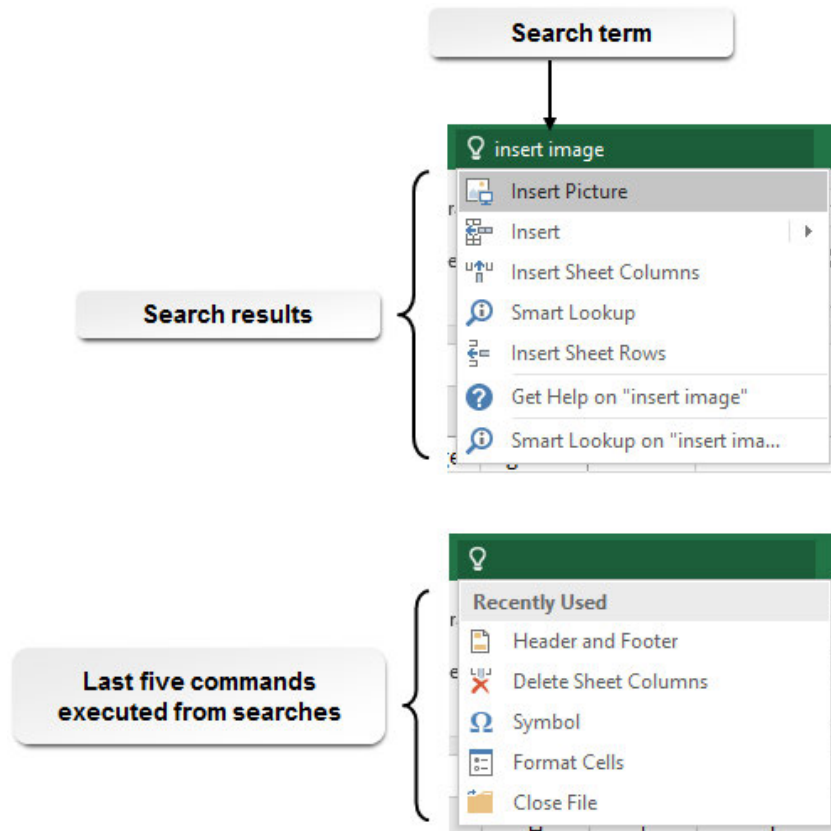 Search term
insert image
Insert Picture
Insert
Insert Sheet Columns
Search results
Smart Lookup
Insert Sheet Rows
Get Help on "insert image"
Smart Lookup on "insert ima...
Recently Used
Header and Footer
Delete Sheet Columns
Last five commands
executed from searches
Symbol
Format Cells
Close File